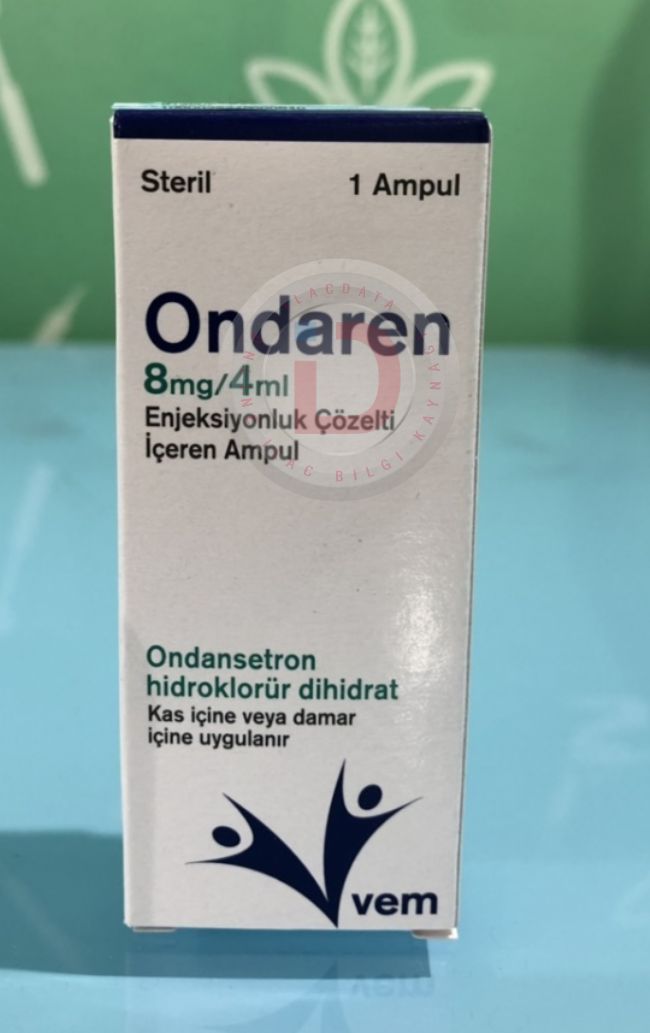 Steril
1 Ampul
Ondaren
8mg/4ml
Enjeksiyonluk Çözelti
İçeren Ampul
Ondansetron
hidroklorür dihidrat
Kas içine veya damar
içine uygulanır
vem